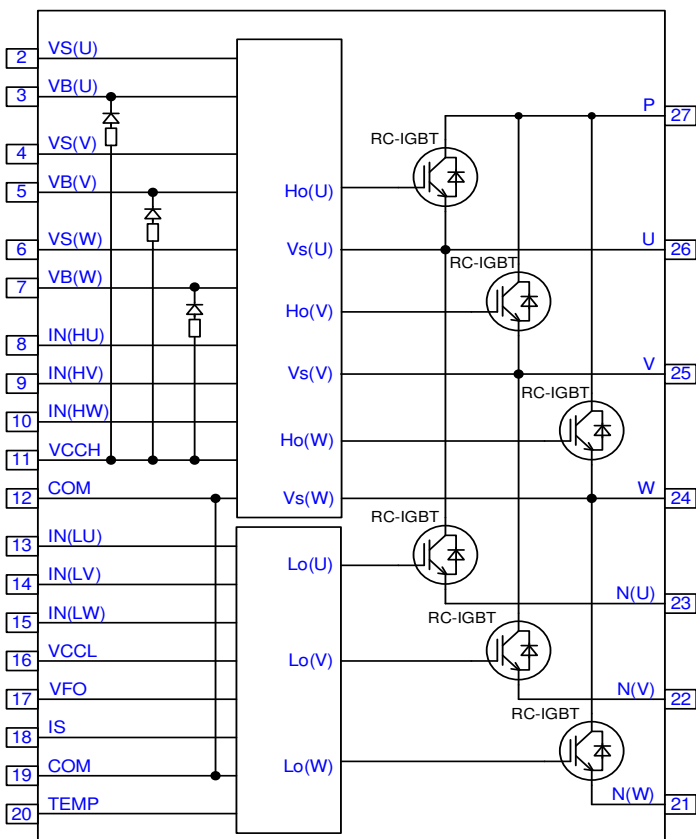 2 VS(U)
3 VB(U)
4 VS(V)
5 VB(V)
6 VS(W)
7 VB(W)
8 IN(HU)
9 IN(HV)
10 IN(HW)
11 VCCH
12 COM
13 IN(LU)
14 IN(LV)
15 IN(LW)
16 VCCL
17 VFO
18 IS
19 COM
20 TEMP
Ho(U)
Vs(U)
Ho(V)
Vs(V)
Ho(W)
Vs(W)
Lo(U)
Lo(V)
Lo(W)
RC-IGBT
RC-IGBT
RC-IGBT
RC-IGBT
RC-IGBT
RC-IGBT
P 27
U 26
V 25
W 24
N(U) 23
N(V) 22
N(W) 21